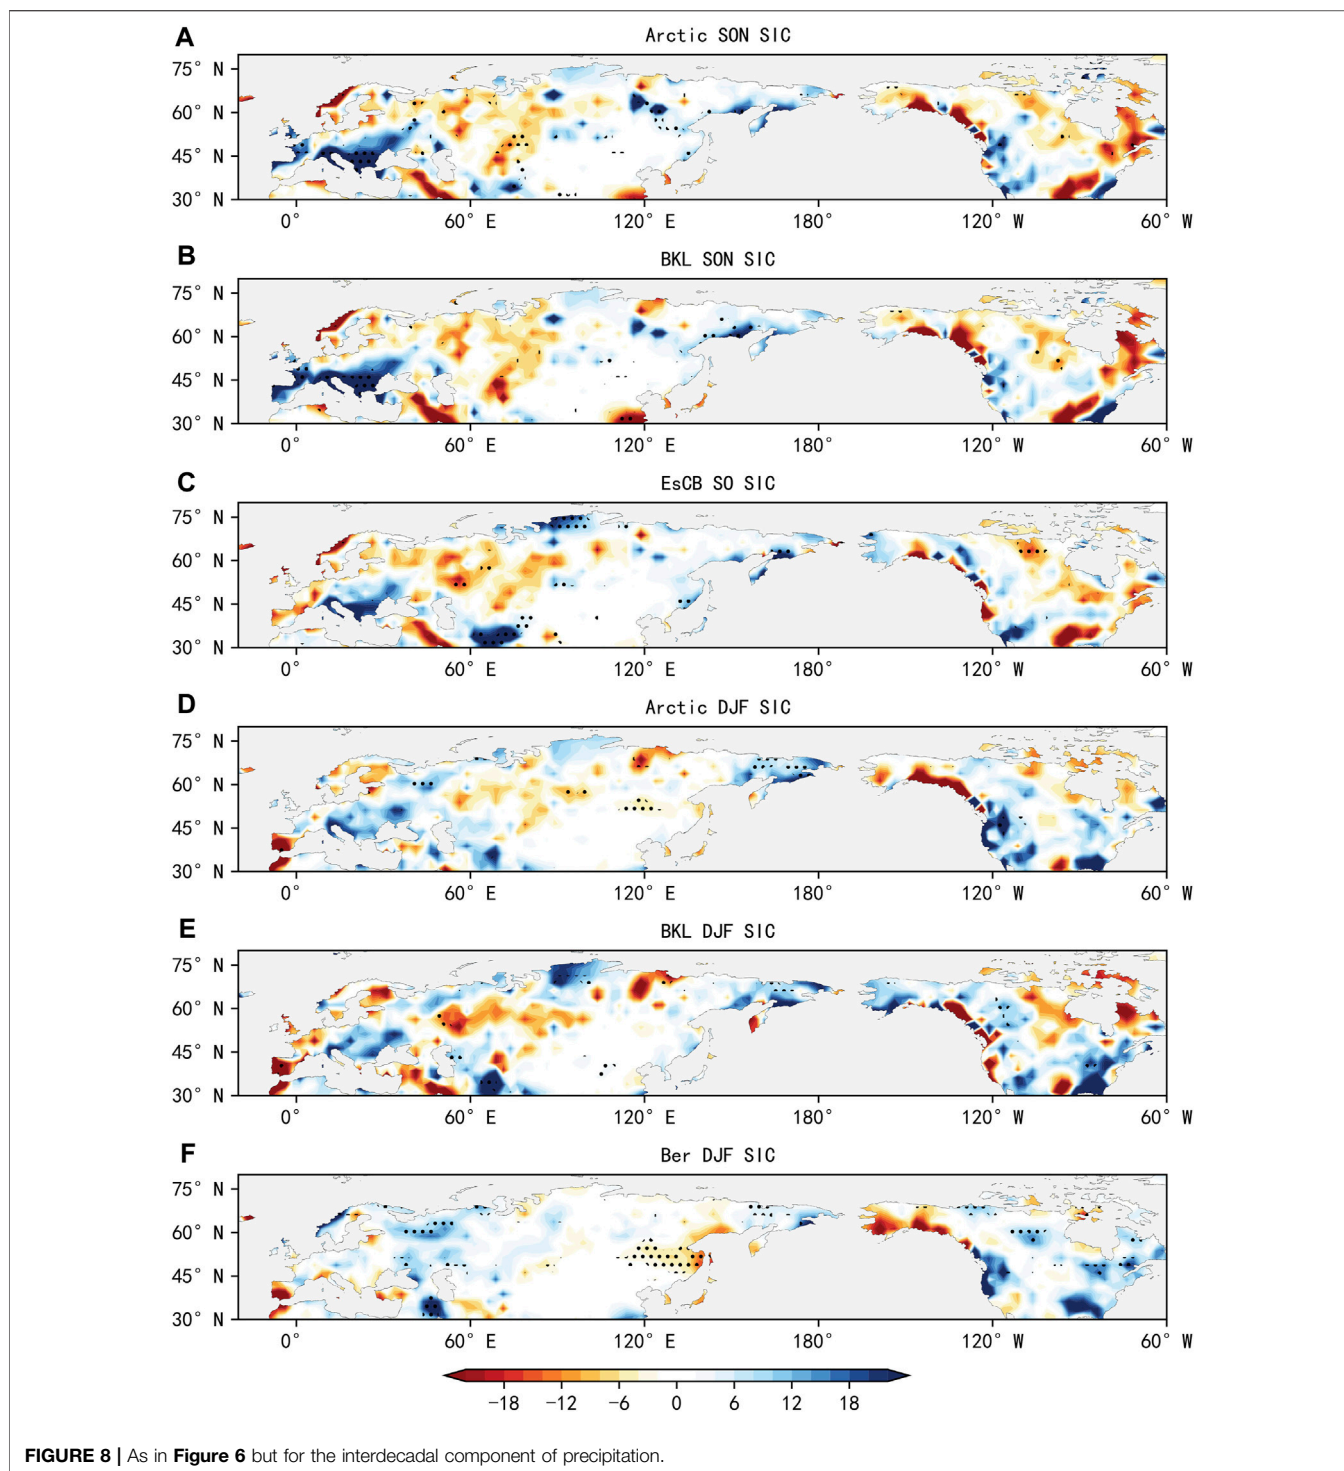 A
Arctic SON SIC
75° N
60° N
45° N
30° N
0° 60° E 120° E 180° 120° W 60° W
B
BKL SON SIC
75° N
60° N
45° N
30° N
0° 60° E 120° E 180° 120° W 60° W
C
EsCB SO SIC
75° N
60° N
45° N
30° N
0° 60° E 120° E 180° 120° W 60° W
D
Arctic DJF SIC
75° N
60° N
45° N
30° N
0° 60° E 120° E 180° 120° W 60° W
E
BKL DJF SIC
75° N
60° N
45° N
30° N
0° 60° E 120° E 180° 120° W 60° W
F
Ber DJF SIC
75° N
60° N
45° N
30° N
0° 60° E 120° E 180° 120° W 60° W
−18 −12 −6 0 6 12 18
FIGURE 8 | As in Figure 6 but for the interdecadal component of precipitation.